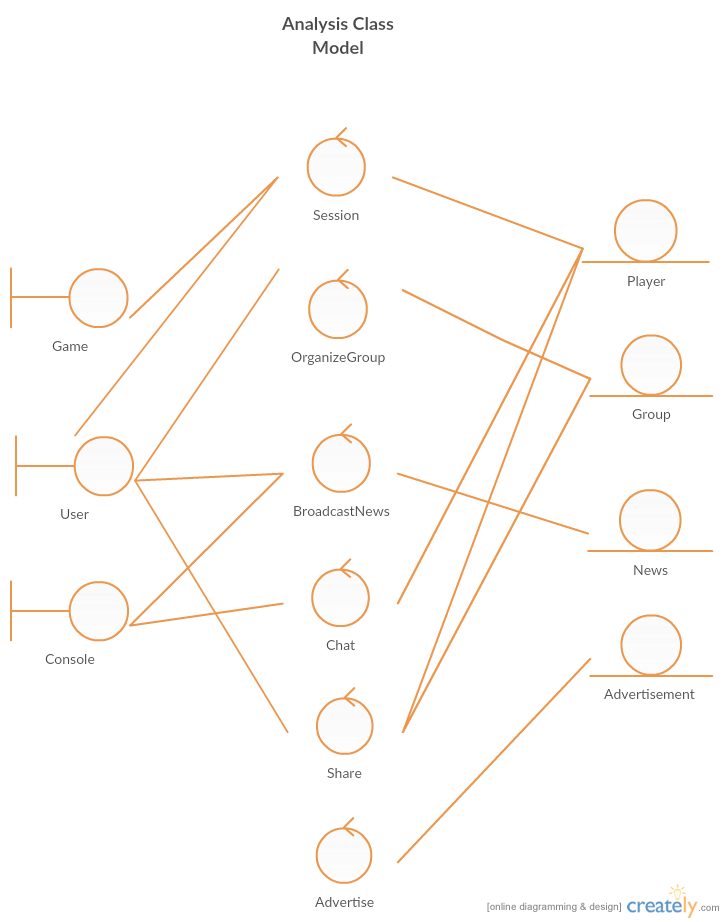 Analysis Class
Model
Session
Player
Game
OrganizeGroup
Group
User
BroadcastNews
News
Console
Chat
Advertisement
Share
Advertise
[online diagramming & design] creately.com